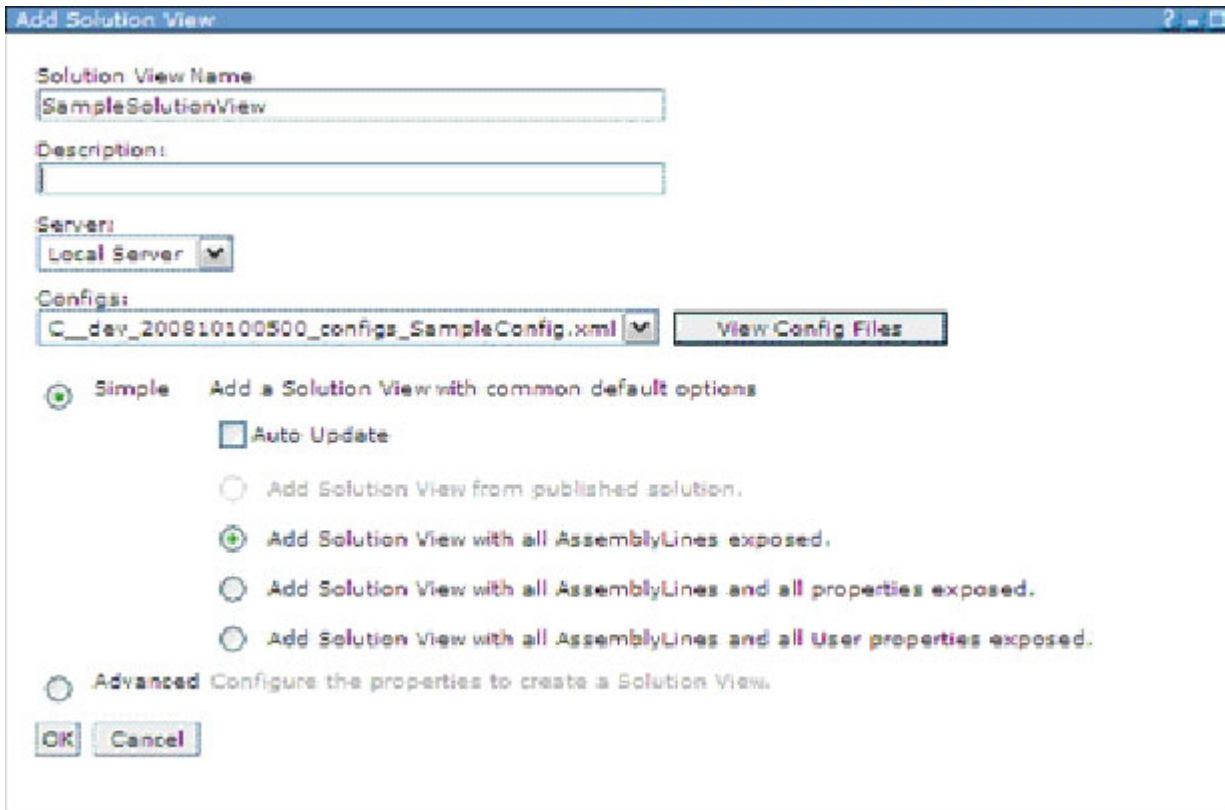 Add Solution View ?
Solution View Name
SampleSolutionView
Description:
Server:
Local Server
Configs:
C__dev_200810100500_configs_SampleConfig.xml View Config Files
Simple Add a Solution View with common default options
Auto Update
Add Solution View from published solution.
Add Solution View with all AssemblyLines exposed.
Add Solution View with all AssemblyLines and all properties exposed.
Add Solution View with all AssemblyLines and all User properties exposed.
Advanced Configure the properties to create a Solution View.
OK Cancel